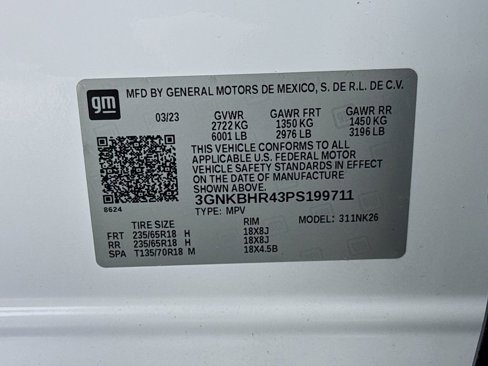 gm
MFD BY GENERAL MOTORS DE MEXICO, S. DE R.L. DE C.V.
03/23 GVWR GAWR FRT GAWR RR
2722 KG 1350 KG 1450 KG
6001 LB 2976 LB 3196 LB
THIS VEHICLE CONFORMS TO ALL
APPLICABLE U.S. FEDERAL MOTOR
VEHICLE SAFETY STANDARDS IN EFFECT
ON THE DATE OF MANUFACTURE
SHOWN ABOVE.
3GNKBHR43PS199711
8624
TYPE: MPV MODEL: 311NK26
TIRE SIZE RIM
FRT 235/65R18 H 18X8J
RR 235/65R18 H 18X8J
SPA T135/70R18 M 18X4.5B